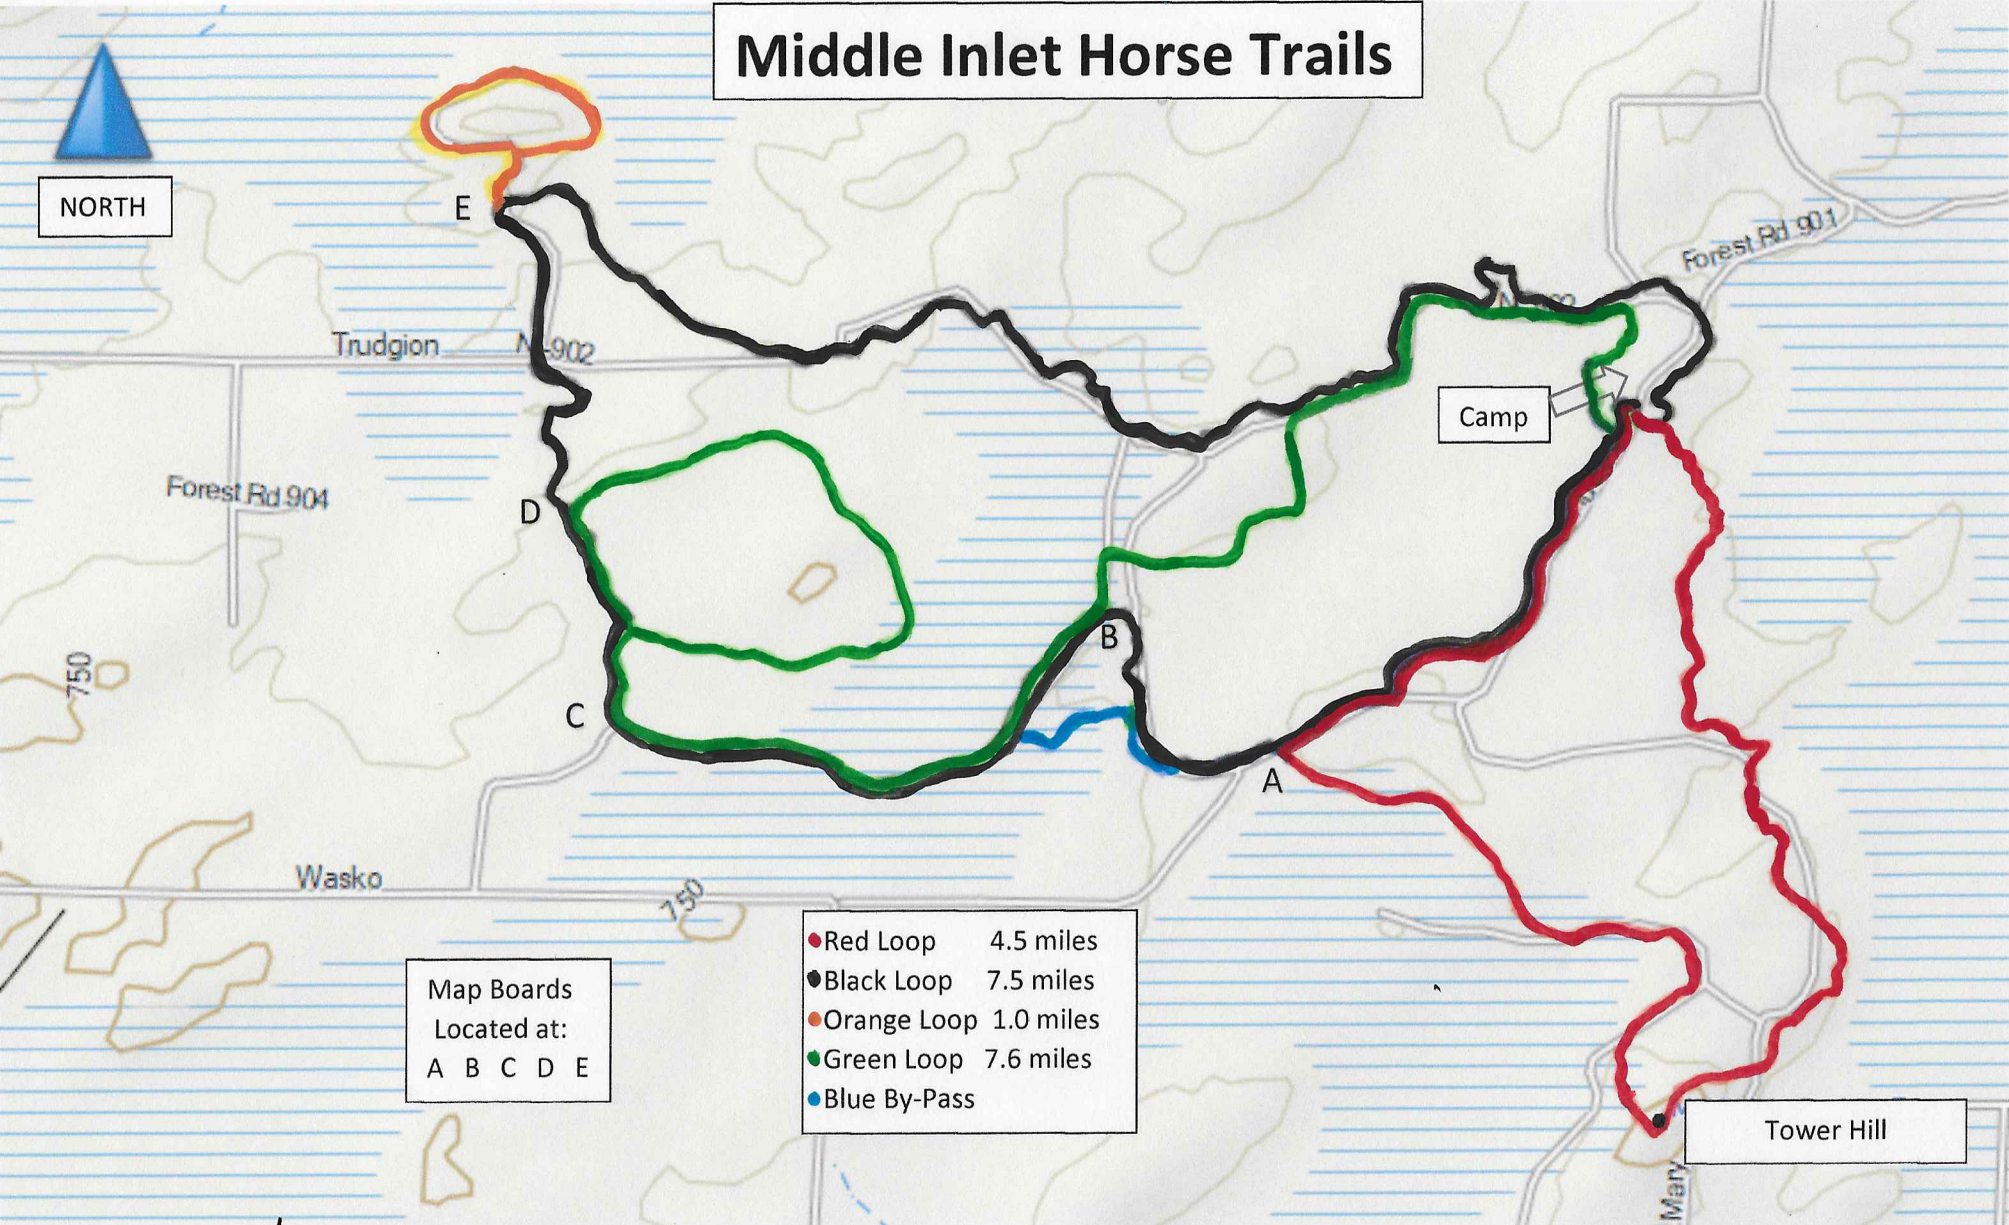 Middle Inlet Horse Trails
NORTH
E
Forest Rd 901
Trudgion
Camp
Forest Rd 904
D
B
750
C
A
Wasko
750
Red Loop 4.5 miles
Black Loop 7.5 miles
Orange Loop 1.0 miles
Green Loop 7.6 miles
Blue By-Pass
Map Boards
Located at:
A B C D E
Tower Hill
Mary